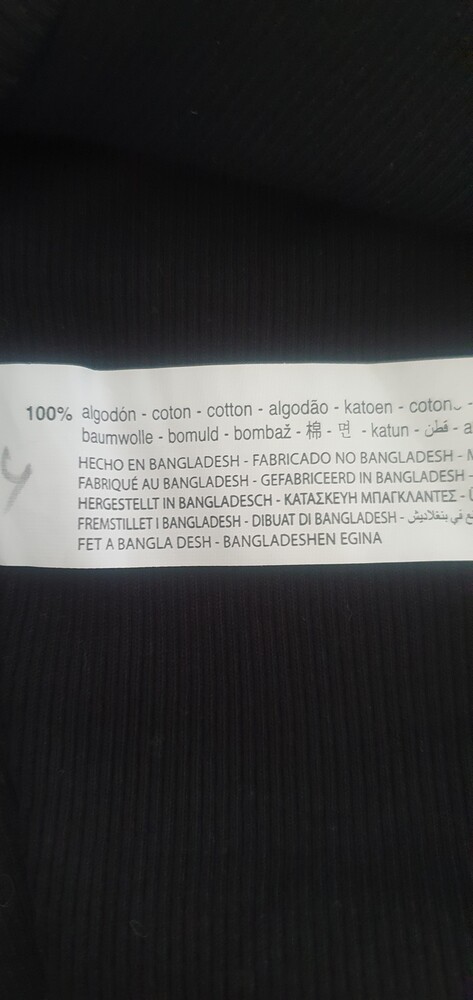 100% algodón - coton - cotton - algodão - katoen -
baumwolle - bomuld - bombaž - 棉 - 면 - katun - قطن -
HECHO EN BANGLADESH - FABRICADO NO BANGLADESH -
FABRIQUÉ AU BANGLADESH - GEFABRICEERD IN BANGLADESH -
HERGESTELLT IN BANGLADESCH - ΚΑΤΑΣΚΕΥΗ ΜΠΑΓΚΛΑΝΤΕΣ -
FREMSTILLET I BANGLADESH - DIBUAT DI BANGLADESH - في بنغلاديش
FET A BANGLA DESH - BANGLADESHEN EGINA